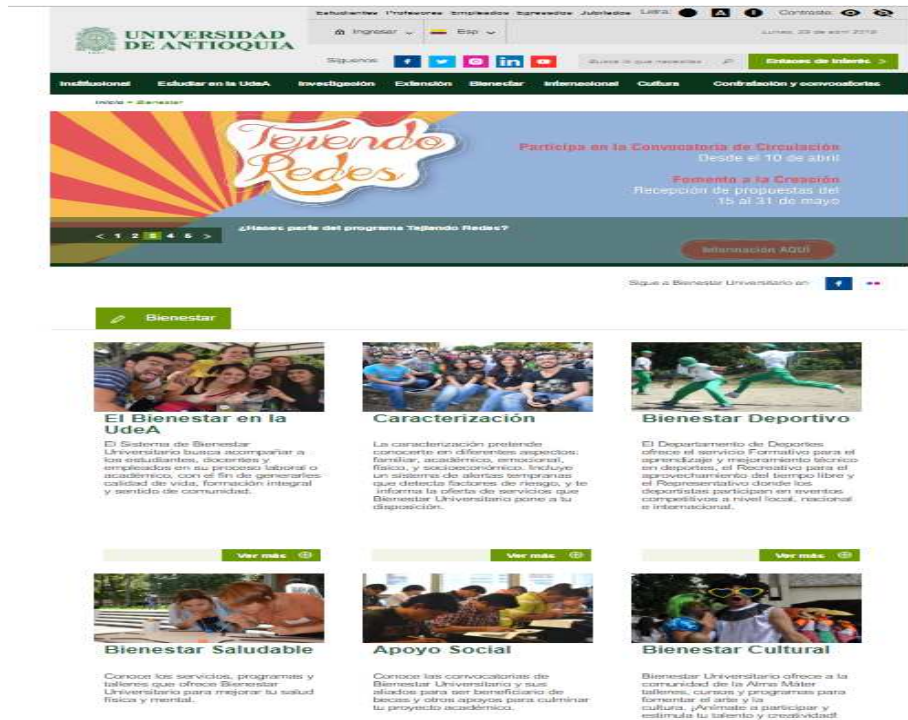 Estudiantes Profesores Empleados Egresados Jubilados Letra: A
Contraste:
UNIVERSIDAD
DE ANTIOQUIA
1803
Ingresar
Esp
Lunes, 29 de abril 2019
Síguenos:
f
in
Busca lo que necesitas
Enlaces de Interés >
Institucional Estudiar en la UdeA Investigación Extensión Bienestar Internacional Cultura Contratación y convocatorias
Inicio > Bienestar
Tejiendo
Redes
Participa en la Convocatoria de Circulación
Desde el 10 de abril
Fomento a la Creación
Recepción de propuestas del
15 al 31 de mayo
< 1 2 3 4 5 >
¿Haces parte del programa Tejiendo Redes?
Información AQUÍ
Sigue a Bienestar Universitario en
f
Bienestar
El Bienestar en la
UdeA
El Sistema de Bienestar
Universitario busca acompañar a
los estudiantes, docentes y
empleados en su proceso laboral o
académico, con el fin de generarles
calidad de vida, formación integral
y sentido de comunidad.
Caracterización
La caracterización pretende
conocerte en diferentes aspectos:
familiar, académico, emocional,
físico, y socioeconómico. Incluye
un sistema de alertas tempranas
que detecta factores de riesgo, y te
informa la oferta de servicios que
Bienestar Universitario pone a tu
disposición.
Bienestar Deportivo
El Departamento de Deportes
ofrece el servicio Formativo para el
aprendizaje y mejoramiento técnico
en deportes, el Recreativo para el
aprovechamiento del tiempo libre y
el Representativo donde los
deportistas participan en eventos
competitivos a nivel local, nacional
e internacional.
Ver más
Ver más
Ver más
Bienestar Saludable
Conoce los servicios, programas y
talleres que ofrece Bienestar
Universitario para mejorar tu salud
física y mental.
Apoyo Social
Conoce las convocatorias de
Bienestar Universitario y sus
aliados para ser beneficiario de
becas y otros apoyos para culminar
tu proyecto académico.
Bienestar Cultural
Bienestar Universitario ofrece a la
comunidad de la Alma Máter
talleres, cursos y programas para
fomentar el arte y la
cultura. ¡Anímate a participar y
estimula tu talento y creatividad!